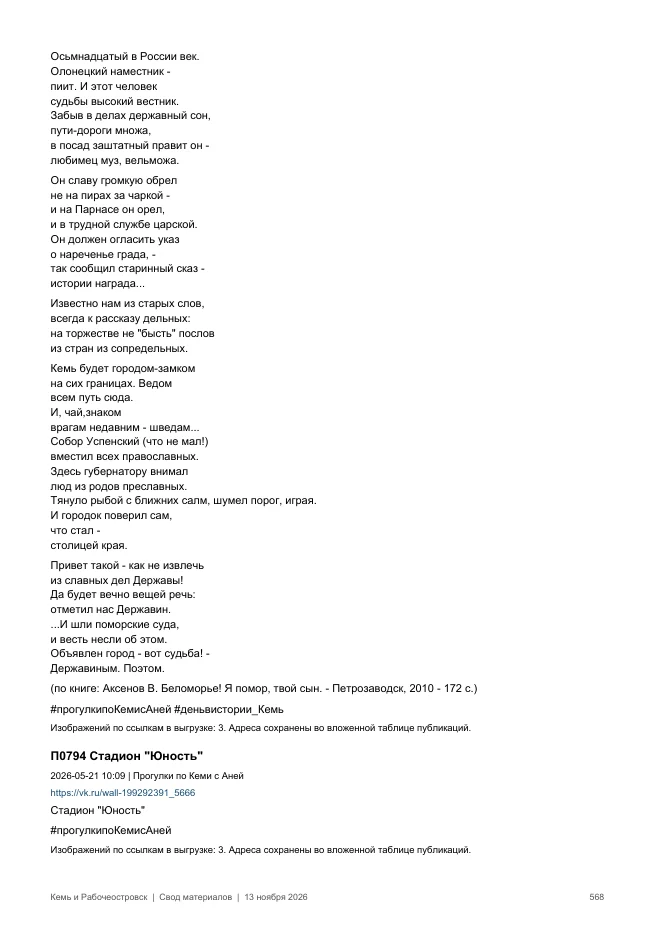 Осьмнадцатый в России век.
Олонецкий наместник -
пиит. И этот человек
судьбы высокий вестник.
Забыв в делах державный сон,
пути-дороги множа,
в посад заштатный правит он -
любимец муз, вельможа.
Он славу громкую обрел
не на пирах за чаркой -
и на Парнасе он орел,
и в трудной службе царской.
Он должен огласить указ
о нареченье града, -
так сообщил старинный сказ -
истории награда...
Известно нам из старых слов,
всегда к рассказу дельных:
на торжестве не "бысть" послов
из стран из сопредельных.
Кемь будет городом-замком
на сих границах. Ведом
всем путь сюда.
И, чай,знаком
врагам недавним - шведам...
Собор Успенский (что не мал!)
вместил всех православных.
Здесь губернатору внимал
люд из родов преславных.
Тянуло рыбой с ближних салм, шумел порог, играя.
И городок поверил сам,
что стал -
столицей края.
Привет такой - как не извлечь
из славных дел Державы!
Да будет вечно вещей речь:
отметил нас Державин.
...И шли поморские суда,
и весть несли об этом.
Объявлен город - вот судьба! -
Державиным. Поэтом.
(по книге: Аксенов В. Беломорье! Я помор, твой сын. - Петрозаводск, 2010 - 172 с.)
#прогулкипоКемисАней #деньвистории_Кемь
Изображений по ссылкам в выгрузке: 3. Адреса сохранены во вложенной таблице публикаций.
П0794 Стадион "Юность"
2026-05-21 10:09 | Прогулки по Кеми с Аней
https://vk.ru/wall-199292391_5666
Стадион "Юность"
#прогулкипоКемисАней
Изображений по ссылкам в выгрузке: 3. Адреса сохранены во вложенной таблице публикаций.
Кемь и Рабочеостровск | Свод материалов | 13 ноября 2026 568